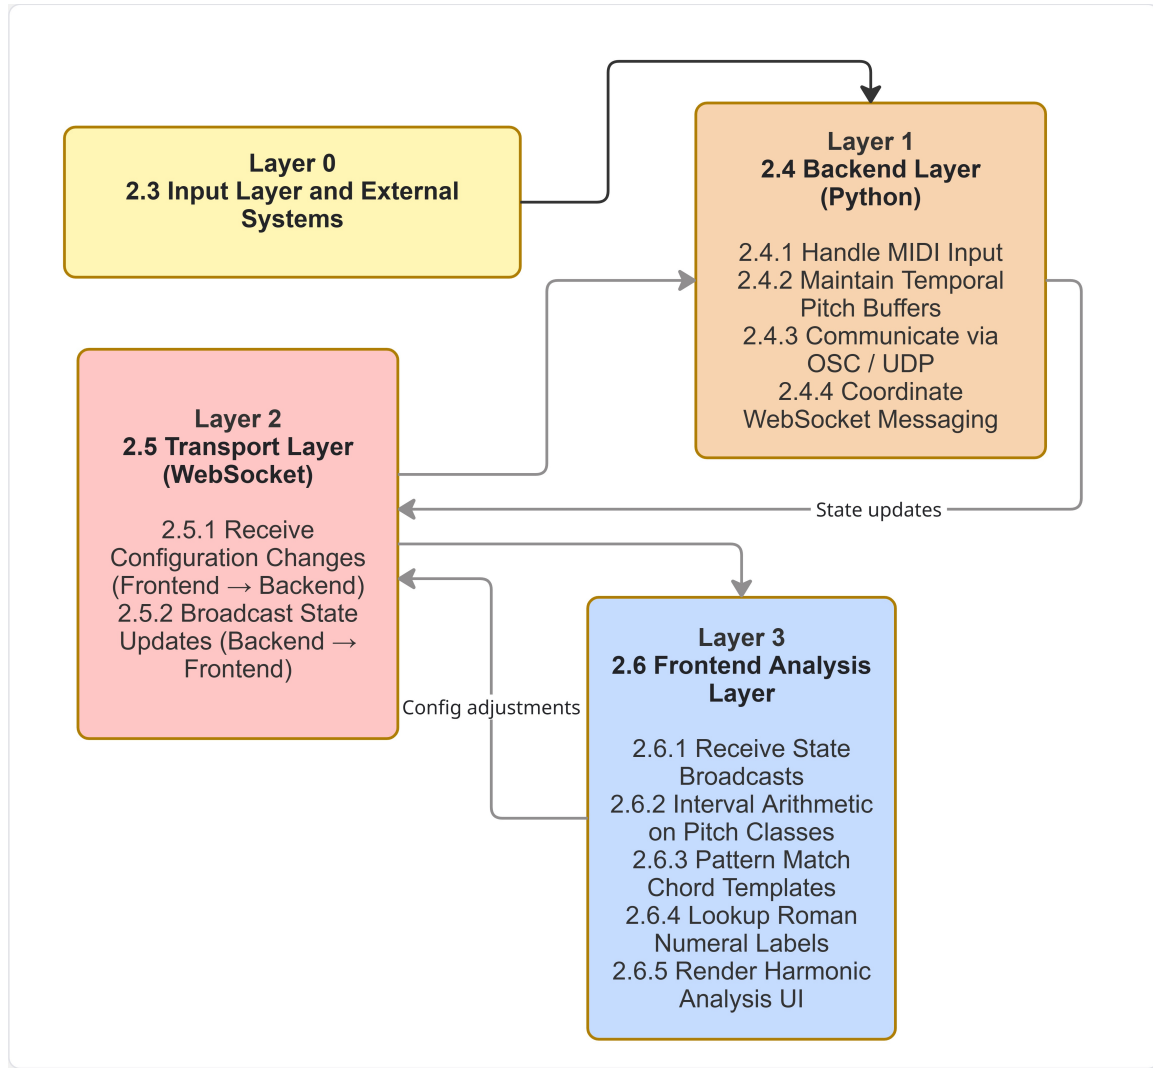 Layer 0
2.3 Input Layer and External
Systems
Layer 1
2.4 Backend Layer
(Python)
2.4.1 Handle MIDI Input
2.4.2 Maintain Temporal
Pitch Buffers
2.4.3 Communicate via
OSC / UDP
2.4.4 Coordinate
WebSocket Messaging
Layer 2
2.5 Transport Layer
(WebSocket)
2.5.1 Receive
Configuration Changes
(Frontend → Backend)
2.5.2 Broadcast State
Updates (Backend →
Frontend)
State updates
Config adjustments
Layer 3
2.6 Frontend Analysis
Layer
2.6.1 Receive State
Broadcasts
2.6.2 Interval Arithmetic
on Pitch Classes
2.6.3 Pattern Match
Chord Templates
2.6.4 Lookup Roman
Numeral Labels
2.6.5 Render Harmonic
Analysis UI